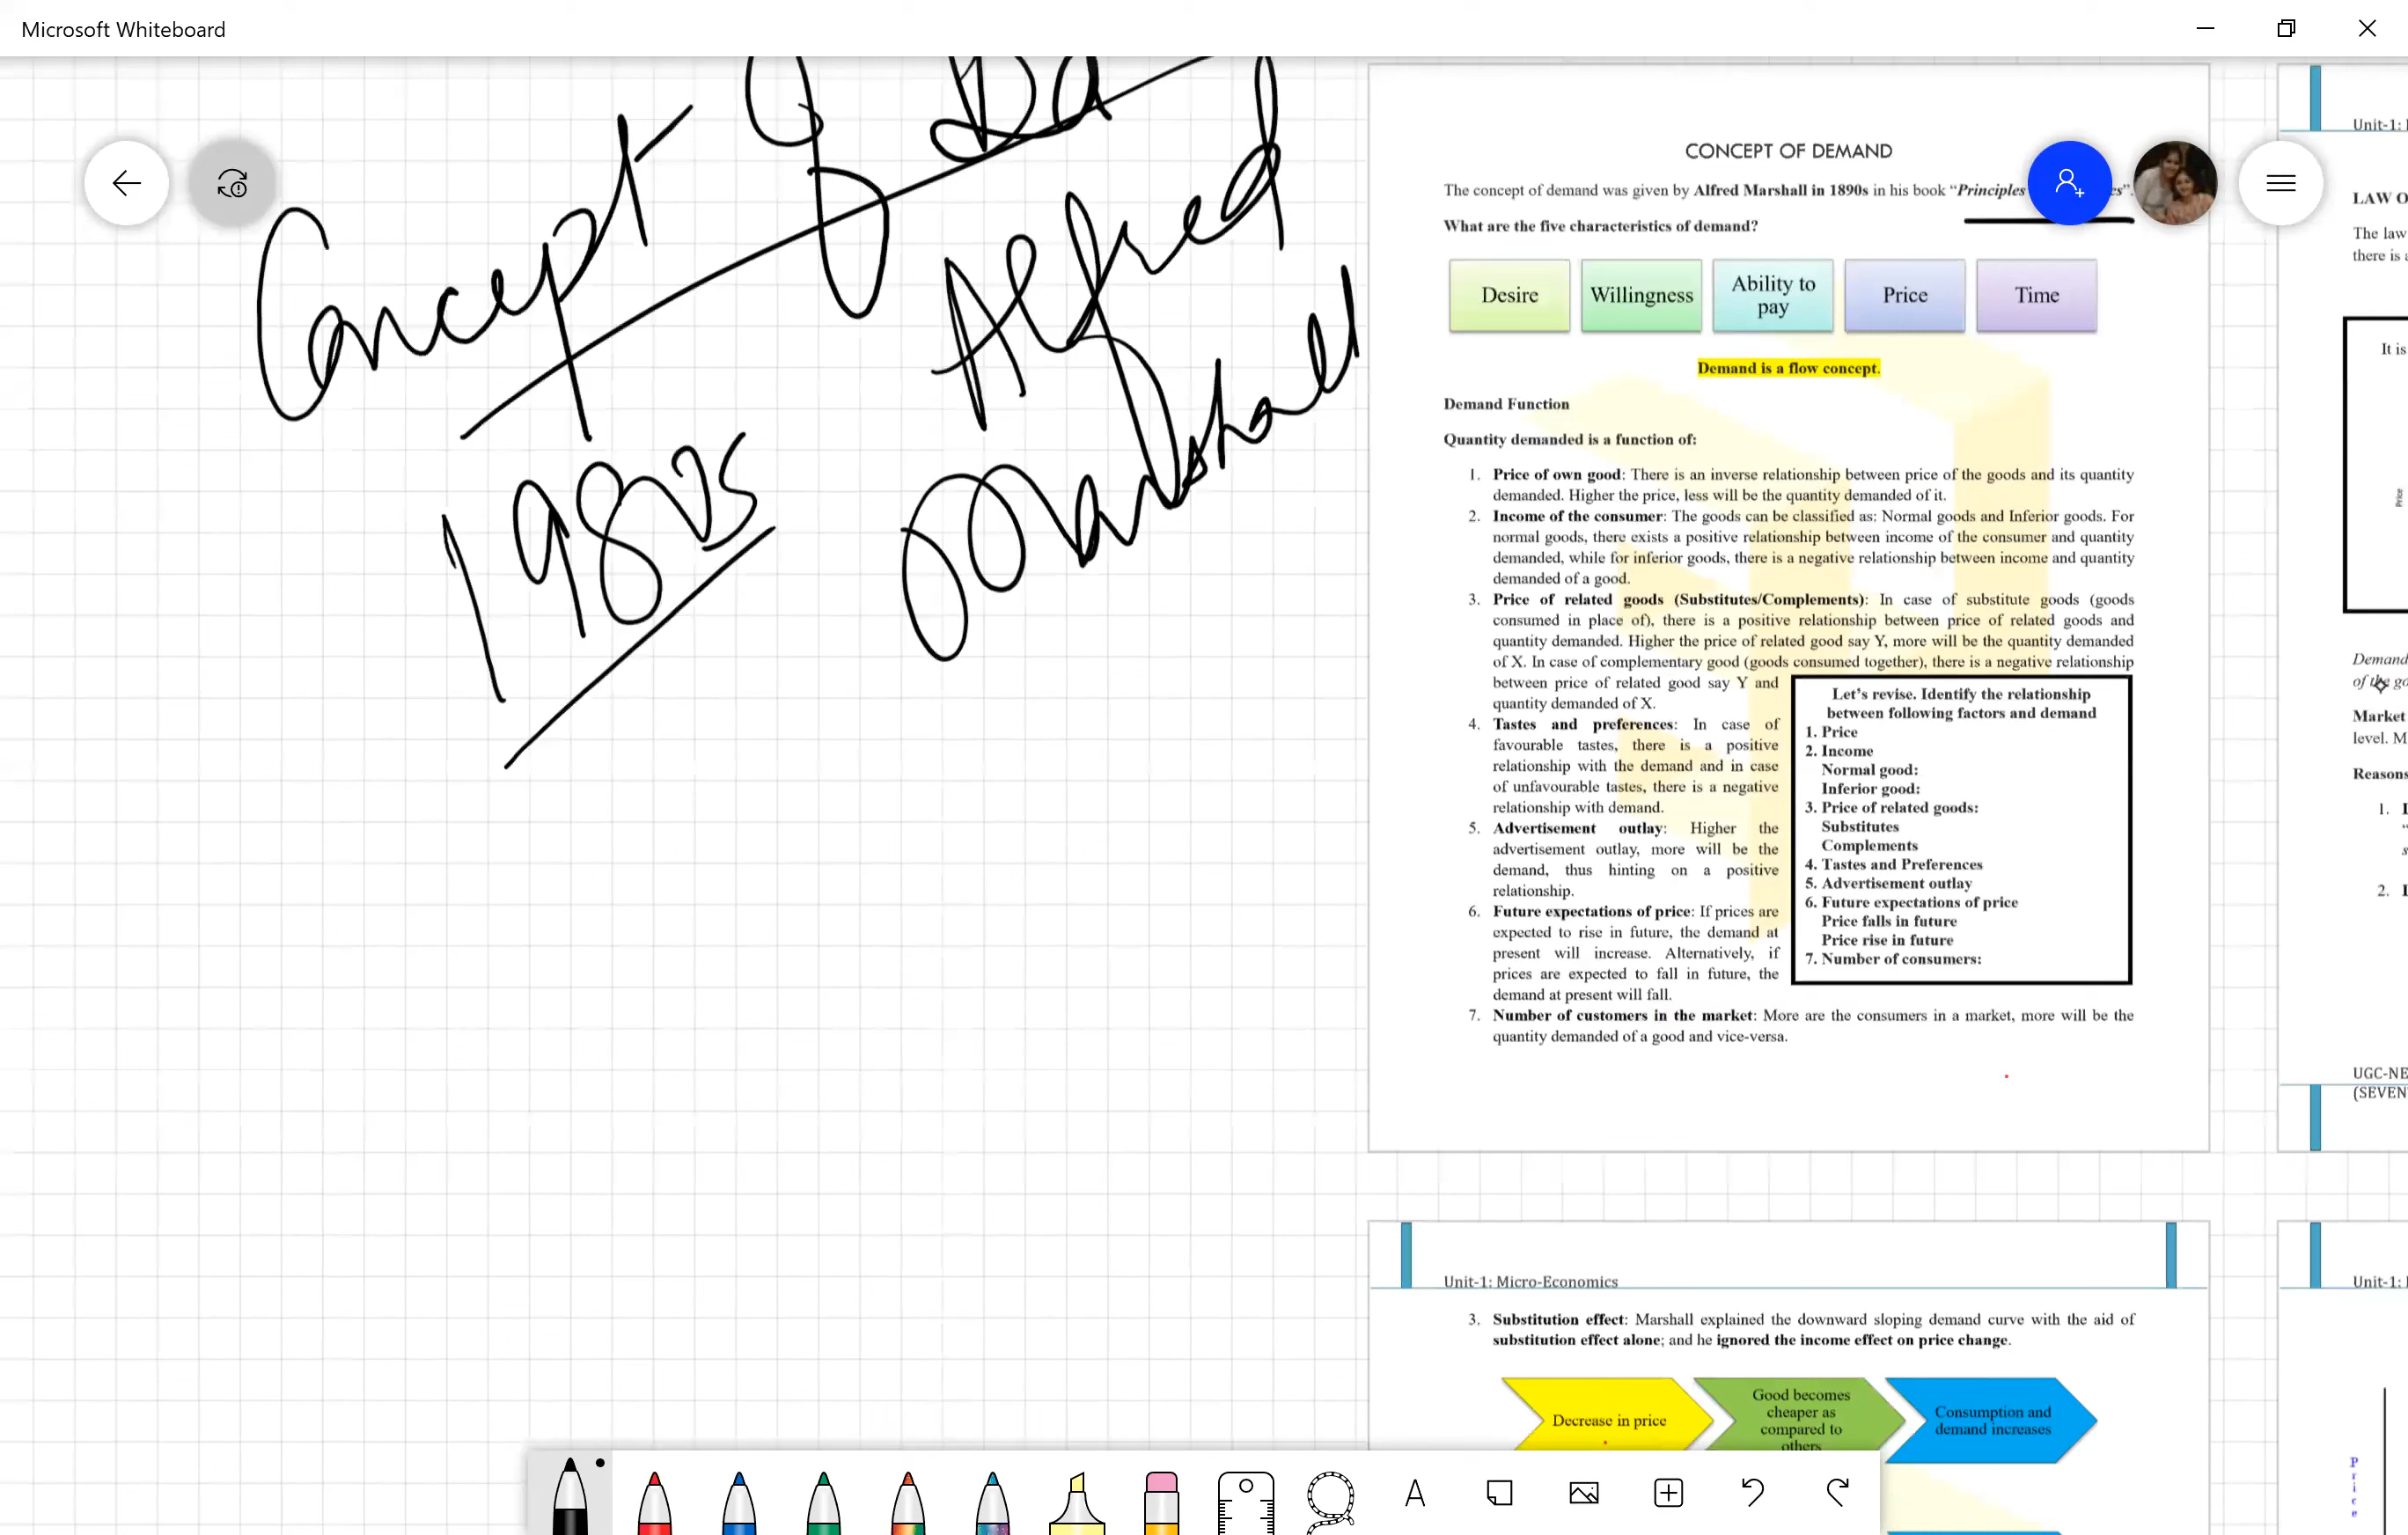 Microsoft Whiteboard
Concept of
Alfred
Marshall
CONCEPT OF DEMAND
The concept of demand was given by Alfred Marshall in 1890s in his book “Principles
What are the five characteristics of demand?
Desire
Willingness
Ability to
pay
Price
Time
Demand is a flow concept.
Demand Function
Quantity demanded is a function of:
1. Price of own good: There is an inverse relationship between price of the goods and its quantity
demanded. Higher the price, less will be the quantity demanded of it.
2. Income of the consumer: The goods can be classified as: Normal goods and Inferior goods. For
normal goods, there exists a positive relationship between income of the consumer and quantity
demanded, while for inferior goods, there is a negative relationship between income and quantity
demanded of a good.
3. Price of related goods (Substitutes/Complements): In case of substitute goods (goods
consumed in place of), there is a positive relationship between price of related goods and
quantity demanded. Higher the price of related good say Y, more will be the quantity demanded
of X. In case of complementary good (goods consumed together), there is a negative relationship
between price of related good say Y and
quantity demanded of X.
4. Tastes and preferences: In case of
favourable tastes, there is a positive
relationship with the demand and in case
of unfavourable tastes, there is a negative
relationship with demand.
5. Advertisement outlay: Higher the
advertisement outlay, more will be the
demand, thus hinting on a positive
relationship.
6. Future expectations of price: If prices are
expected to rise in future, the demand at
present will increase. Alternatively, if
prices are expected to fall in future, the
demand at present will fall.
7. Number of customers in the market: More are the consumers in a market, more will be the
quantity demanded of a good and vice-versa.
Let’s revise. Identify the relationship
between following factors and demand
1. Price
2. Income
Normal good:
Inferior good:
3. Price of related goods:
Substitutes
Complements
4. Tastes and Preferences
5. Advertisement outlay
6. Future expectations of price
Price falls in future
Price rise in future
7. Number of consumers:
Unit-1: Micro-Economics
3. Substitution effect: Marshall explained the downward sloping demand curve with the aid of
substitution effect alone; and he ignored the income effect on price change.
Decrease in price
Good becomes
cheaper as
compared to
others
Consumption and
demand increases
Unit-1:
LAW O
The law
there is
It is
Price
Demand
of the go
Market
level. M
Reasons
1.
2.
UGC-NE
(SEVEN
Unit-1:
Price